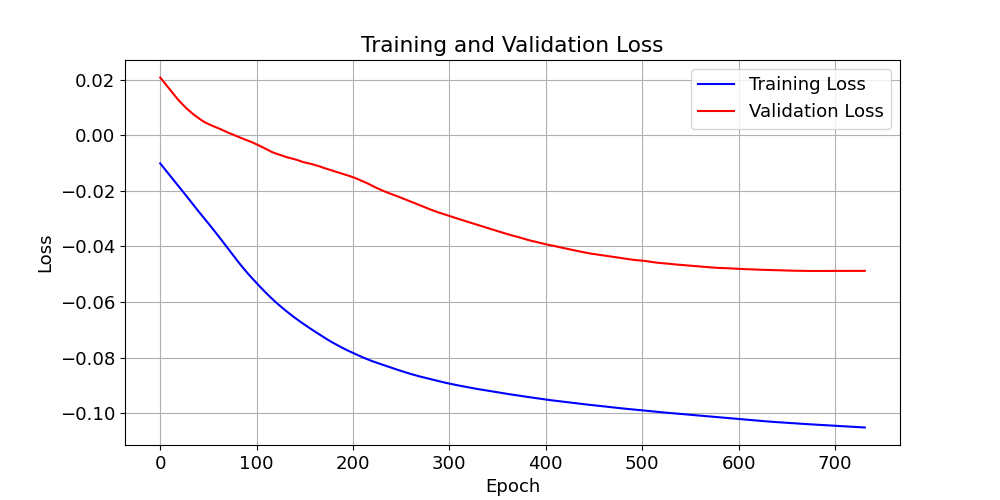 Training and Validation Loss
Training Loss
Validation Loss
0.02
0.00
−0.02
−0.04
−0.06
−0.08
−0.10
Loss
0 100 200 300 400 500 600 700
Epoch